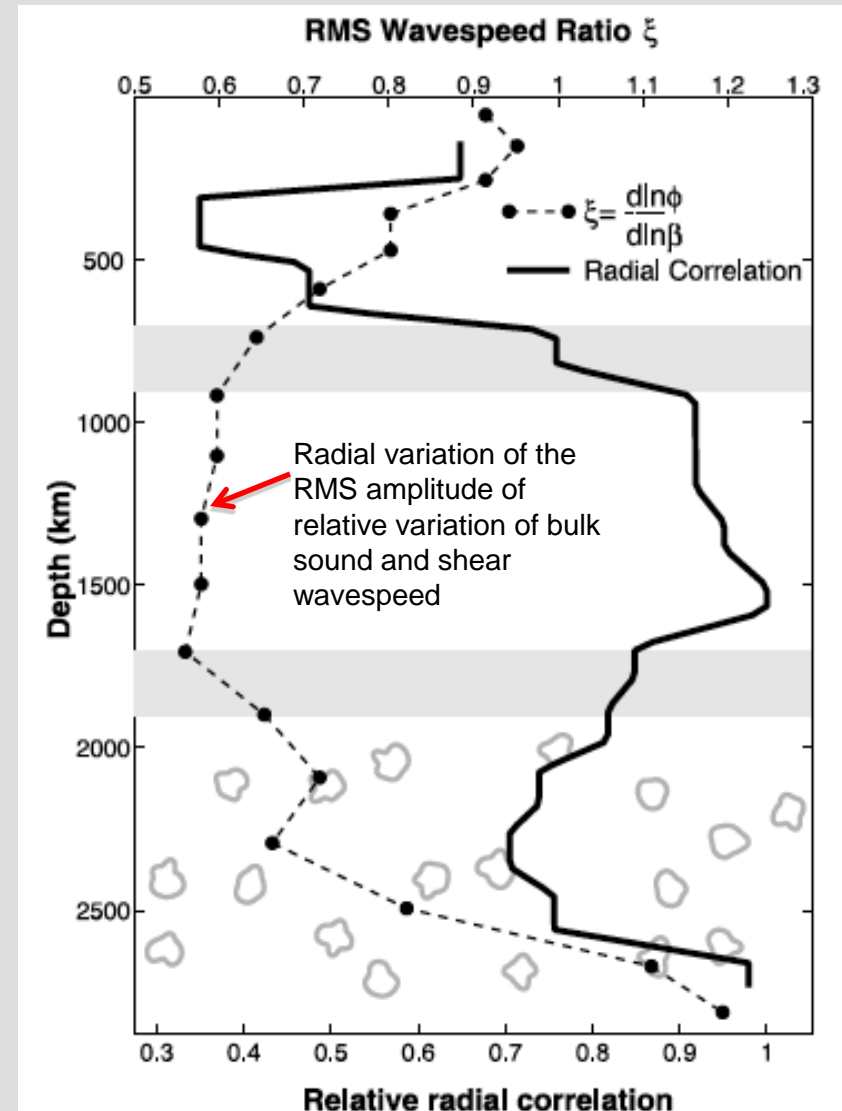 RMS Wavespeed Ratio ξ
0.5 0.6 0.7 0.8 0.9 1 1.1 1.2 1.3
ξ= dlnϕ
dlnβ
Radial Correlation
500
1000
1500
2000
2500
Depth (km)
Radial variation of the
RMS amplitude of
relative variation of bulk
sound and shear
wavespeed
0.3 0.4 0.5 0.6 0.7 0.8 0.9 1
Relative radial correlation